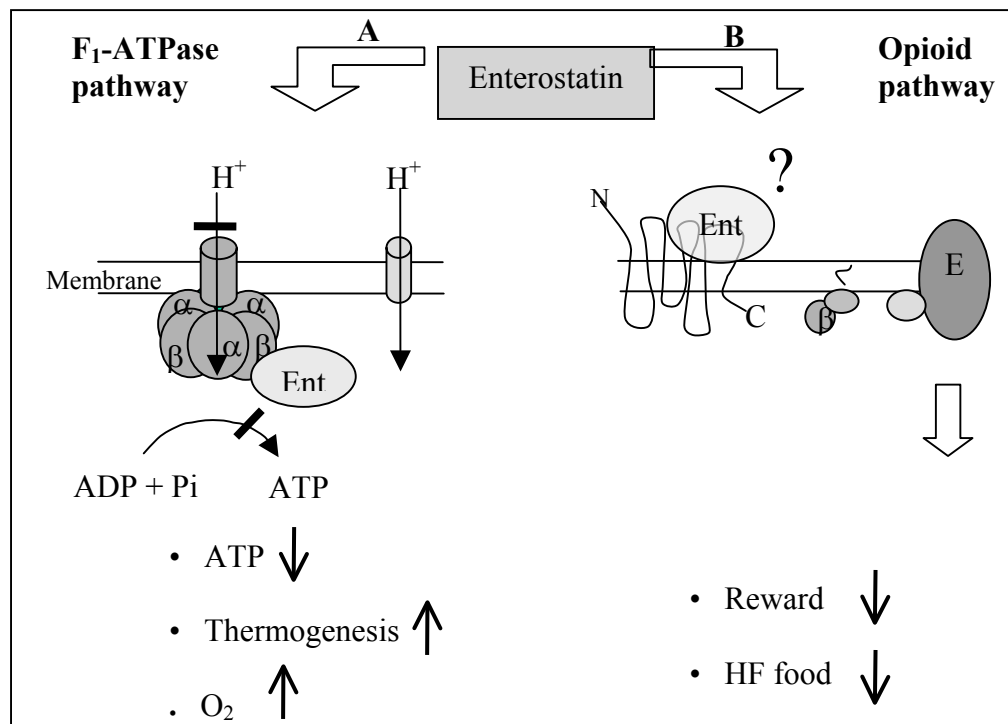 F₁-ATPase
pathway
A
Enterostatin
B
Opioid
pathway
H⁺
H⁺
Membrane
α
α
β
α
β
Ent
ADP + Pi
ATP
• ATP
• Thermogenesis
. O₂
?
N
Ent
C
β
E
• Reward
• HF food